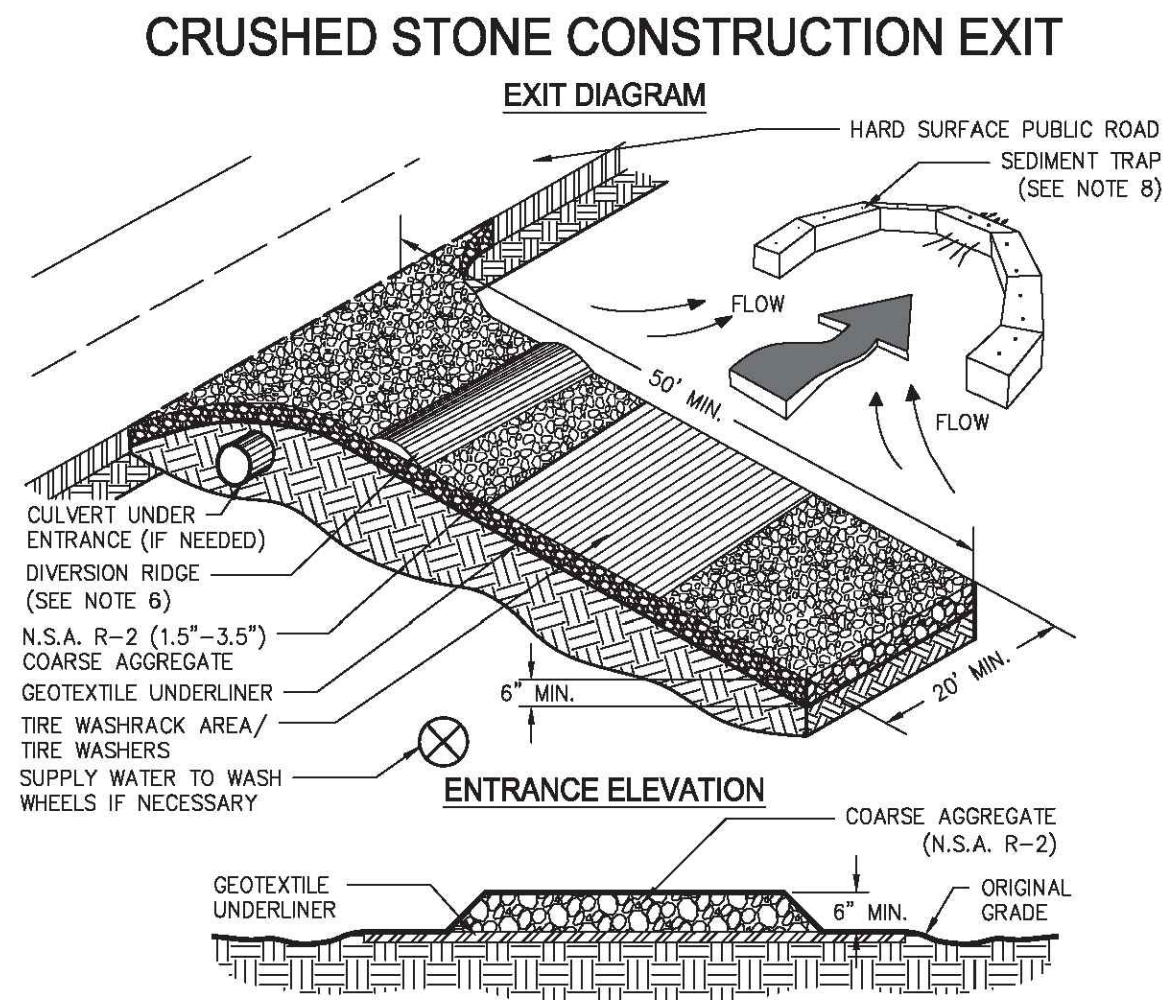 CRUSHED STONE CONSTRUCTION EXIT
EXIT DIAGRAM
HARD SURFACE PUBLIC ROAD
SEDIMENT TRAP
(SEE NOTE 8)
FLOW
50' MIN.
FLOW
CULVERT UNDER
ENTRANCE (IF NEEDED)
DIVERSION RIDGE
(SEE NOTE 6)
N.S.A. R-2 (1.5"-3.5")
COARSE AGGREGATE
GEOTEXTILE UNDERLINER
TIRE WASHRACK AREA/
TIRE WASHERS
SUPPLY WATER TO WASH
WHEELS IF NECESSARY
6" MIN.
20' MIN.
ENTRANCE ELEVATION
COARSE AGGREGATE
(N.S.A. R-2)
GEOTEXTILE
UNDERLINER
6" MIN.
ORIGINAL
GRADE